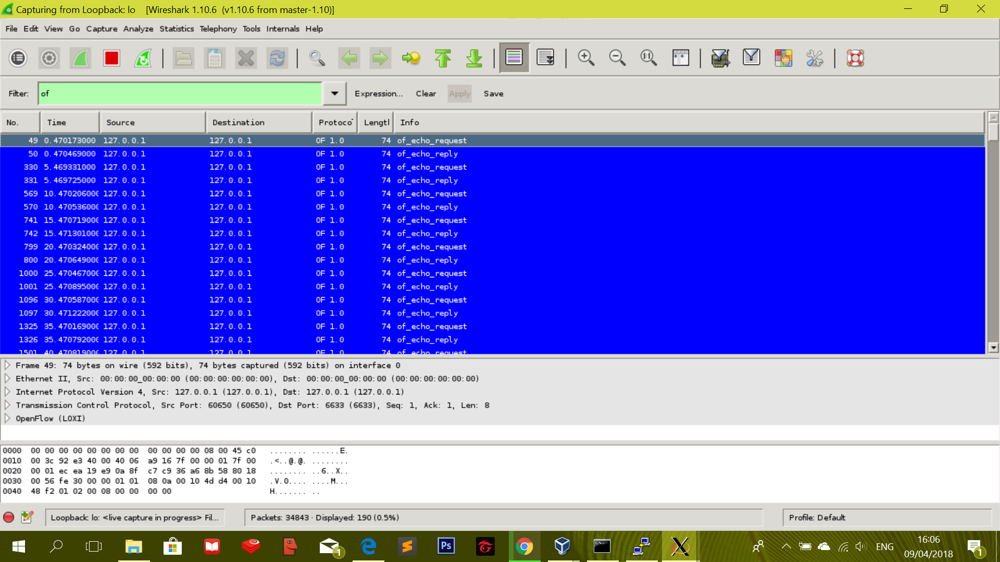 Capturing from Loopback: lo [Wireshark 1.10.6 (v1.10.6 from master-1.10)]
File Edit View Go Capture Analyze Statistics Telephony Tools Internals Help
Filter: of Expression... Clear Apply Save
No. Time Source Destination Protoco Lengtl Info
49 0.470173000 127.0.0.1 127.0.0.1 OF 1.0 74 of_echo_request
50 0.470469000 127.0.0.1 127.0.0.1 OF 1.0 74 of_echo_reply
330 5.469331000 127.0.0.1 127.0.0.1 OF 1.0 74 of_echo_request
331 5.469725000 127.0.0.1 127.0.0.1 OF 1.0 74 of_echo_reply
569 10.47020600( 127.0.0.1 127.0.0.1 OF 1.0 74 of_echo_request
570 10.47053600( 127.0.0.1 127.0.0.1 OF 1.0 74 of_echo_reply
741 15.47071900( 127.0.0.1 127.0.0.1 OF 1.0 74 of_echo_request
742 15.47130100( 127.0.0.1 127.0.0.1 OF 1.0 74 of_echo_reply
799 20.47032400( 127.0.0.1 127.0.0.1 OF 1.0 74 of_echo_request
800 20.47064900( 127.0.0.1 127.0.0.1 OF 1.0 74 of_echo_reply
1000 25.47046700( 127.0.0.1 127.0.0.1 OF 1.0 74 of_echo_request
1001 25.47089500( 127.0.0.1 127.0.0.1 OF 1.0 74 of_echo_reply
1096 30.47058700( 127.0.0.1 127.0.0.1 OF 1.0 74 of_echo_request
1097 30.47122200( 127.0.0.1 127.0.0.1 OF 1.0 74 of_echo_reply
1325 35.47016900( 127.0.0.1 127.0.0.1 OF 1.0 74 of_echo_request
1326 35.47079200( 127.0.0.1 127.0.0.1 OF 1.0 74 of_echo_reply
1501 40.47081900( 127.0.0.1 127.0.0.1 OF 1.0 74 of_echo_request
Frame 49: 74 bytes on wire (592 bits), 74 bytes captured (592 bits) on interface 0
Ethernet II, Src: 00:00:00_00:00:00 (00:00:00:00:00:00), Dst: 00:00:00_00:00:00 (00:00:00:00:00:00)
Internet Protocol Version 4, Src: 127.0.0.1 (127.0.0.1), Dst: 127.0.0.1 (127.0.0.1)
Transmission Control Protocol, Src Port: 60650 (60650), Dst Port: 6633 (6633), Seq: 1, Ack: 1, Len: 8
OpenFlow (LOXI)
0000 00 00 00 00 00 00 00 00 00 00 00 00 08 00 45 c0 ........ ......E.
0010 00 3c 92 e3 40 00 40 06 a9 16 7f 00 00 01 7f 00 .<..@.@. ........
0020 00 01 ec ea 19 e9 0a 8f c7 c9 36 a6 8b 58 80 18 ........ ..6..X..
0030 00 56 fe 30 00 00 01 01 08 0a 00 10 4d d4 00 10 .V.0.... ....M...
0040 48 f2 01 02 00 08 00 00 00 00 H....... ..
Loopback: lo: <live capture in progress> Fil... Packets: 34843 · Displayed: 190 (0.5%) Profile: Default
1 Ps ENG 16:06 1
09/04/2018